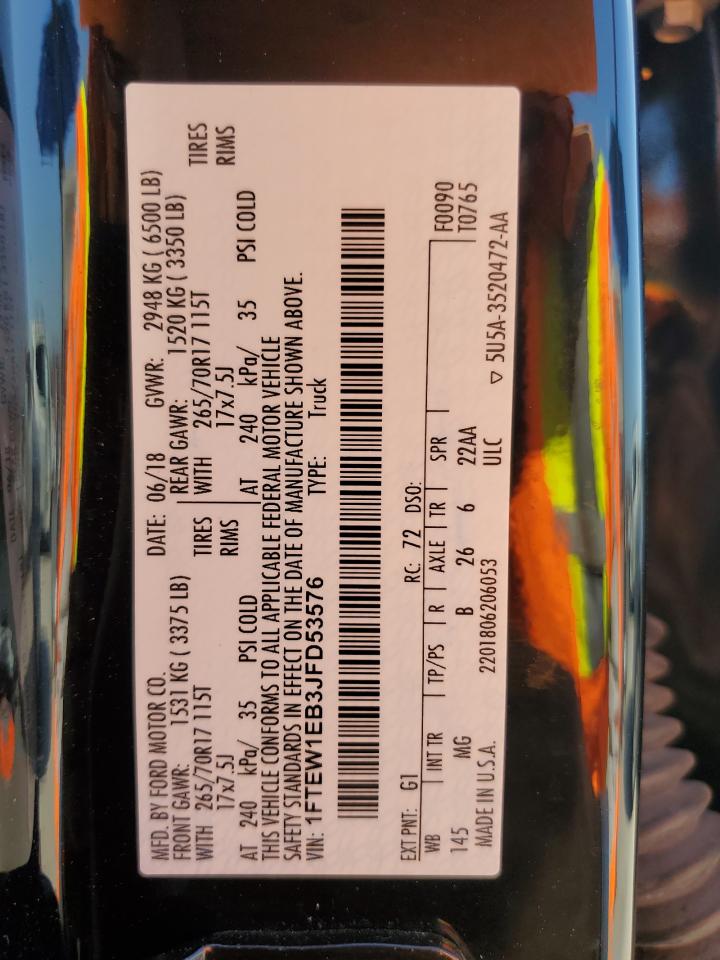 MFD. BY FORD MOTOR CO. DATE: 06/18 GVWR: 2948 KG ( 6500 LB)
FRONT GAWR: 1531 KG ( 3375 LB) REAR GAWR: 1520 KG ( 3350 LB)
WITH 265/70R17 115T TIRES WITH 265/70R17 115T TIRES
17x7.5J RIMS 17x7.5J RIMS
AT 240 kPa/ 35 PSI COLD AT 240 kPa/ 35 PSI COLD
THIS VEHICLE CONFORMS TO ALL APPLICABLE FEDERAL MOTOR VEHICLE
SAFETY STANDARDS IN EFFECT ON THE DATE OF MANUFACTURE SHOWN ABOVE.
VIN: 1FTEW1EB3JFD53576 TYPE: Truck
EXT PNT: G1 RC: 72 DSO: F0090
WB INT TR TP/PS R AXLE TR SPR T0765
145 MG B 26 6 22AA
MADE IN U.S.A. 2201806206053 ULC ▽ 5U5A-3520472-AA